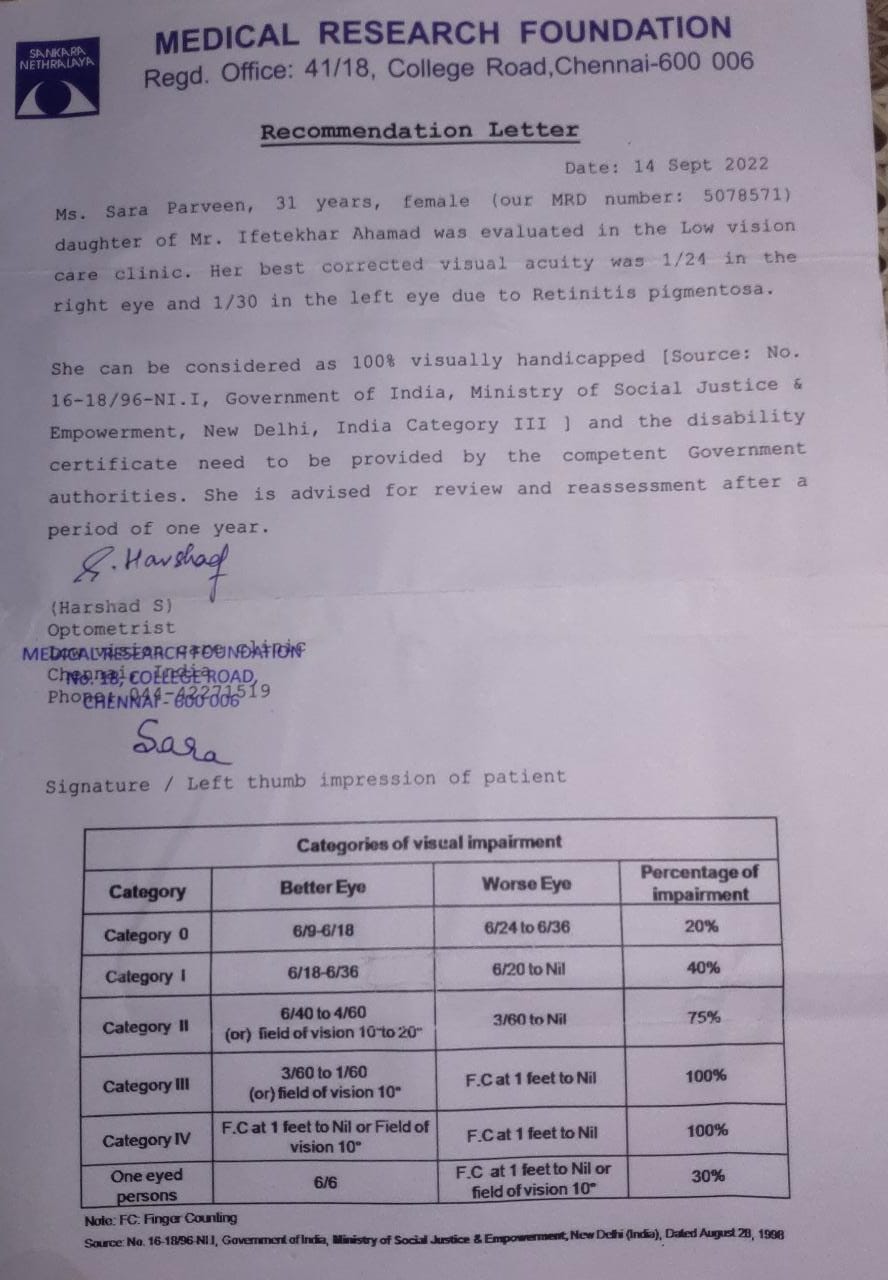 SANKARA
NETHRALAYA
MEDICAL RESEARCH FOUNDATION
Regd. Office: 41/18, College Road,Chennai-600 006
Recommendation Letter
Date: 14 Sept 2022
Ms. Sara Parveen, 31 years, female (our MRD number: 5078571)
daughter of Mr. Ifetekhar Ahamad was evaluated in the Low vision
care clinic. Her best corrected visual acuity was 1/24 in the
right eye and 1/30 in the left eye due to Retinitis pigmentosa.
She can be considered as 100% visually handicapped [Source: No.
16-18/96-NI.I, Government of India, Ministry of Social Justice &
Empowerment, New Delhi, India Category III ] and the disability
certificate need to be provided by the competent Government
authorities. She is advised for review and reassessment after a
period of one year.
S. Harshad
(Harshad S)
Optometrist
Low vision care clinic
MEDICAL RESEARCH FOUNDATION
Chennai, India
No. 18, COLLEGE ROAD,
Phone: 044-42271519
CHENNAI - 600 006
Sara
Signature / Left thumb impression of patient
Categories of visual impairment
Category Better Eye Worse Eye Percentage of impairment
Category 0 6/9-6/18 6/24 to 6/36 20%
Category I 6/18-6/36 6/20 to Nil 40%
Category II 6/40 to 4/60 (or) field of vision 10°to 20° 3/60 to Nil 75%
Category III 3/60 to 1/60 (or) field of vision 10° F.C at 1 feet to Nil 100%
Category IV F.C at 1 feet to Nil or Field of vision 10° F.C at 1 feet to Nil 100%
One eyed persons 6/6 F.C at 1 feet to Nil or field of vision 10° 30%
Note: FC: Finger Counting
Source: No. 16-18/96-NI.I, Government of India, Ministry of Social Justice & Empowerment, New Delhi (India), Dated August 28, 1998